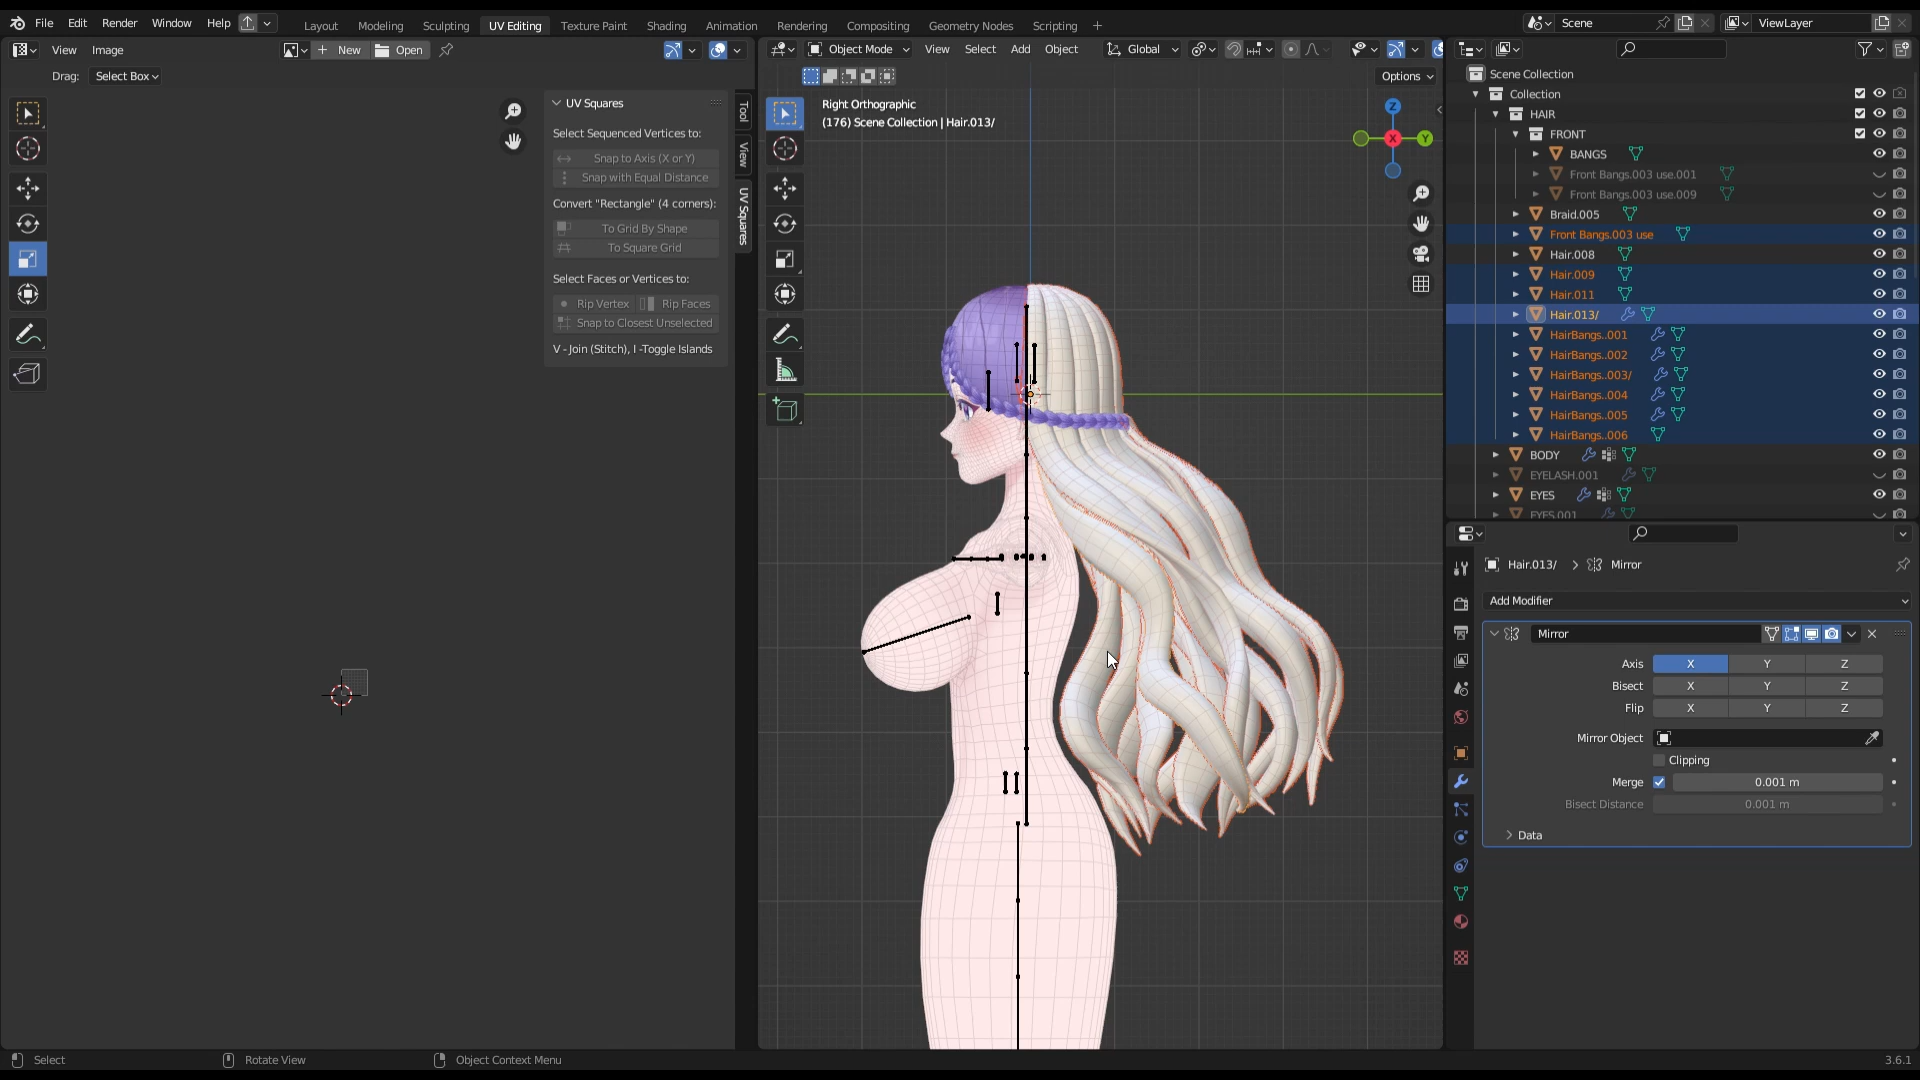 File Edit Render Window Help
Layout Modeling Sculpting UV Editing Texture Paint Shading Animation Rendering Compositing Geometry Nodes Scripting +
Scene
ViewLayer
View Image
New
Open
Drag: Select Box
UV Squares
Select Sequenced Vertices to:
Snap to Axis (X or Y)
Snap with Equal Distance
Convert "Rectangle" (4 corners):
To Grid By Shape
To Square Grid
Select Faces or Vertices to:
Rip Vertex
Rip Faces
Snap to Closest Unselected
V - Join (Stitch), I -Toggle Islands
Tool
View
UV Squares
Object Mode
View Select Add Object
Global
Options
Right Orthographic
(176) Scene Collection | Hair.013/
Z
X
Y
Scene Collection
Collection
HAIR
FRONT
BANGS
Front Bangs.003 use.001
Front Bangs.003 use.009
Braid.005
Front Bangs.003 use
Hair.008
Hair.009
Hair.011
Hair.013/
HairBangs..001
HairBangs..002
HairBangs..003/
HairBangs..004
HairBangs..005
HairBangs..006
BODY
EYELASH.001
EYES
EYES.001
Hair.013/ > Mirror
Add Modifier
Mirror
Axis X Y Z
Bisect X Y Z
Flip X Y Z
Mirror Object
Clipping
Merge 0.001 m
Bisect Distance 0.001 m
Data
Select
Rotate View
Object Context Menu
3.6.1